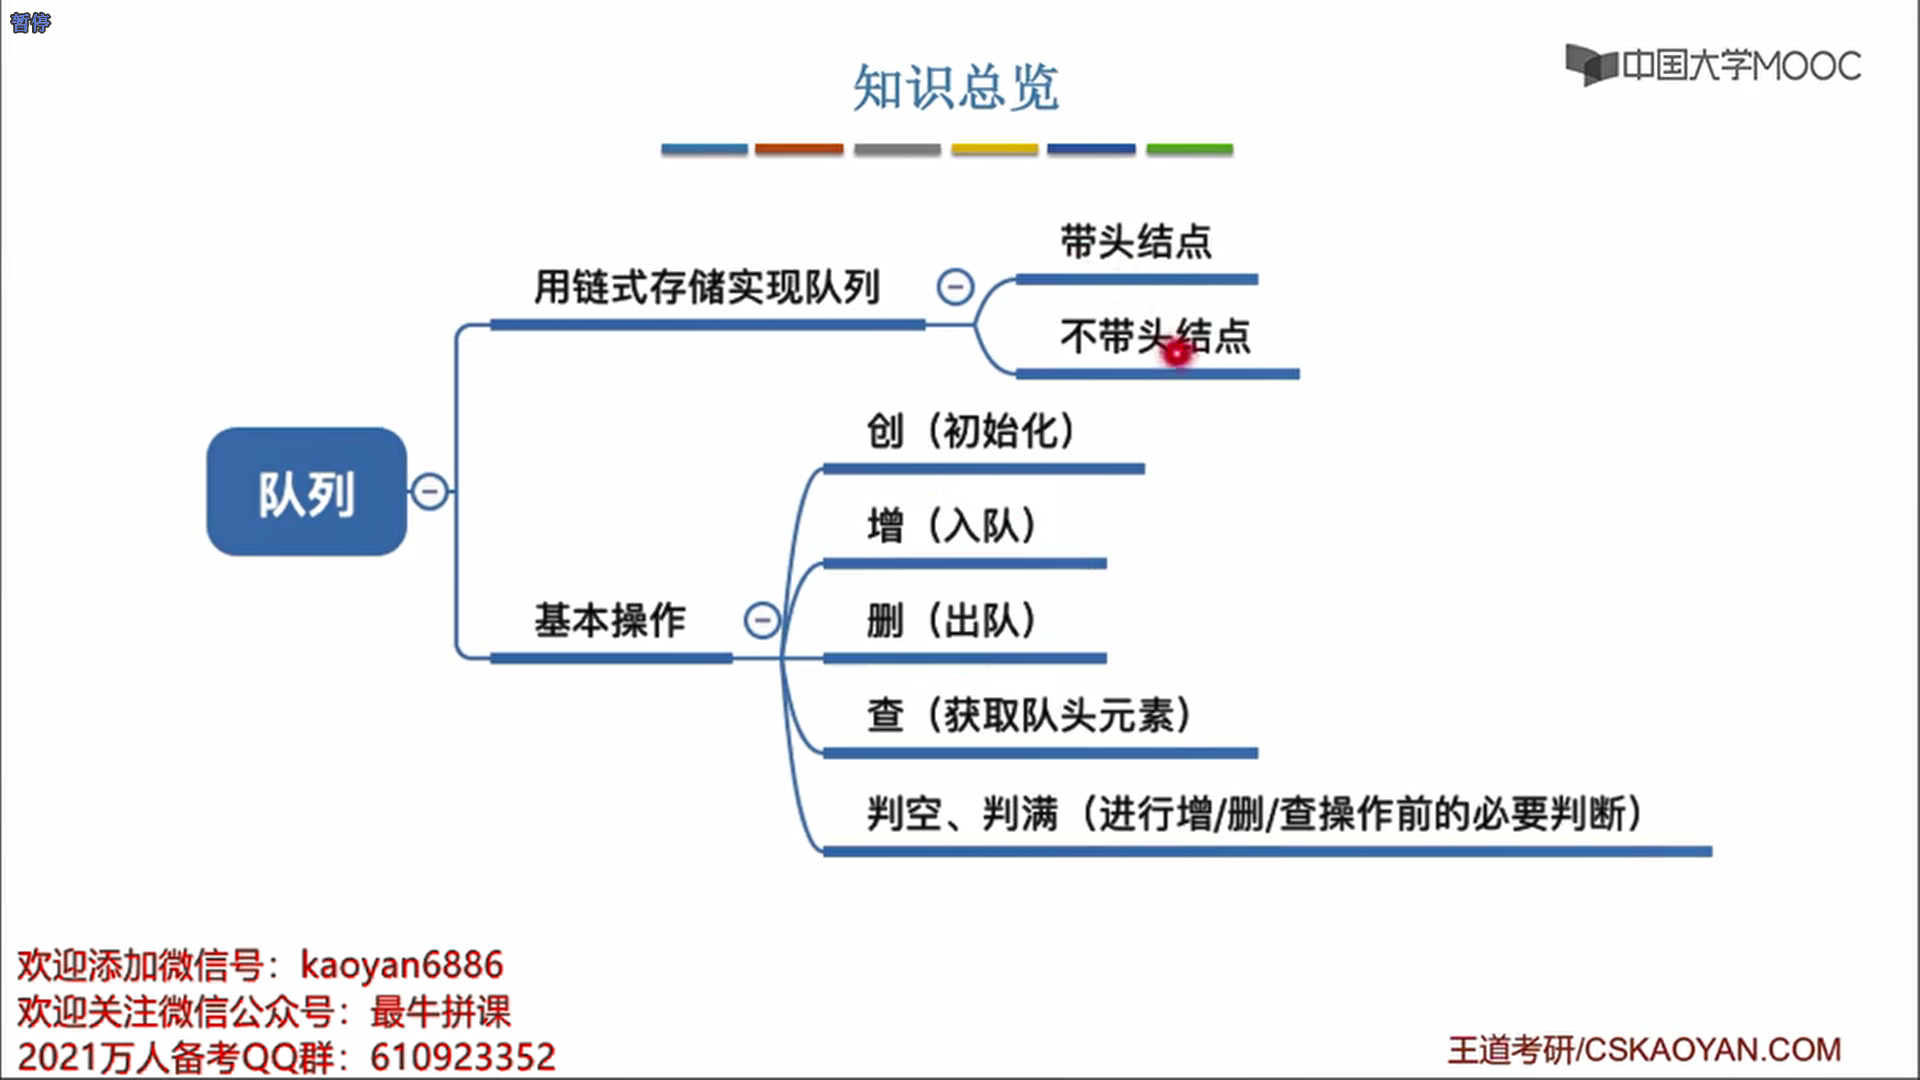 暂停
中国大学MOOC
知识总览
带头结点
用链式存储实现队列
不带头结点
创（初始化）
增（入队）
队列
基本操作
删（出队）
查（获取队头元素）
判空、判满（进行增/删/查操作前的必要判断）
欢迎添加微信号：kaoyan6886
欢迎关注微信公众号：最牛拼课
2021万人备考QQ群：610923352
王道考研/CSKAOYAN.COM